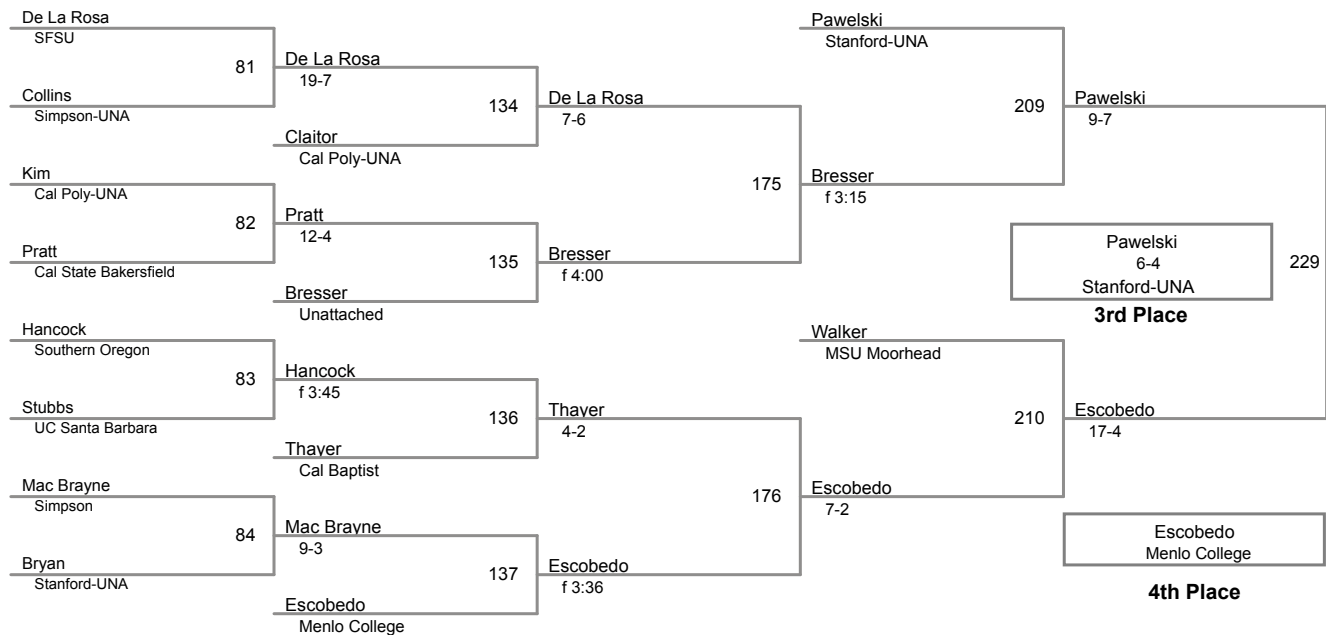 De La Rosa
SFSU
81
Collins
Simpson-UNA
Kim
Cal Poly-UNA
82
Pratt
Cal State Bakersfield
Hancock
Southern Oregon
83
Stubbs
UC Santa Barbara
Mac Brayne
Simpson
84
Bryan
Stanford-UNA
De La Rosa
19-7
134
Claitor
Cal Poly-UNA
Pratt
12-4
135
Bresser
Unattached
Hancock
f 3:45
136
Thayer
Cal Baptist
Mac Brayne
9-3
137
Escobedo
Menlo College
De La Rosa
7-6
175
Bresser
f 4:00
Thayer
4-2
176
Escobedo
f 3:36
Pawelski
Stanford-UNA
209
Bresser
f 3:15
Walker
MSU Moorhead
210
Escobedo
7-2
Pawelski
9-7
Pawelski
6-4
Stanford-UNA
229
3rd Place
Escobedo
17-4
Escobedo
Menlo College
4th Place